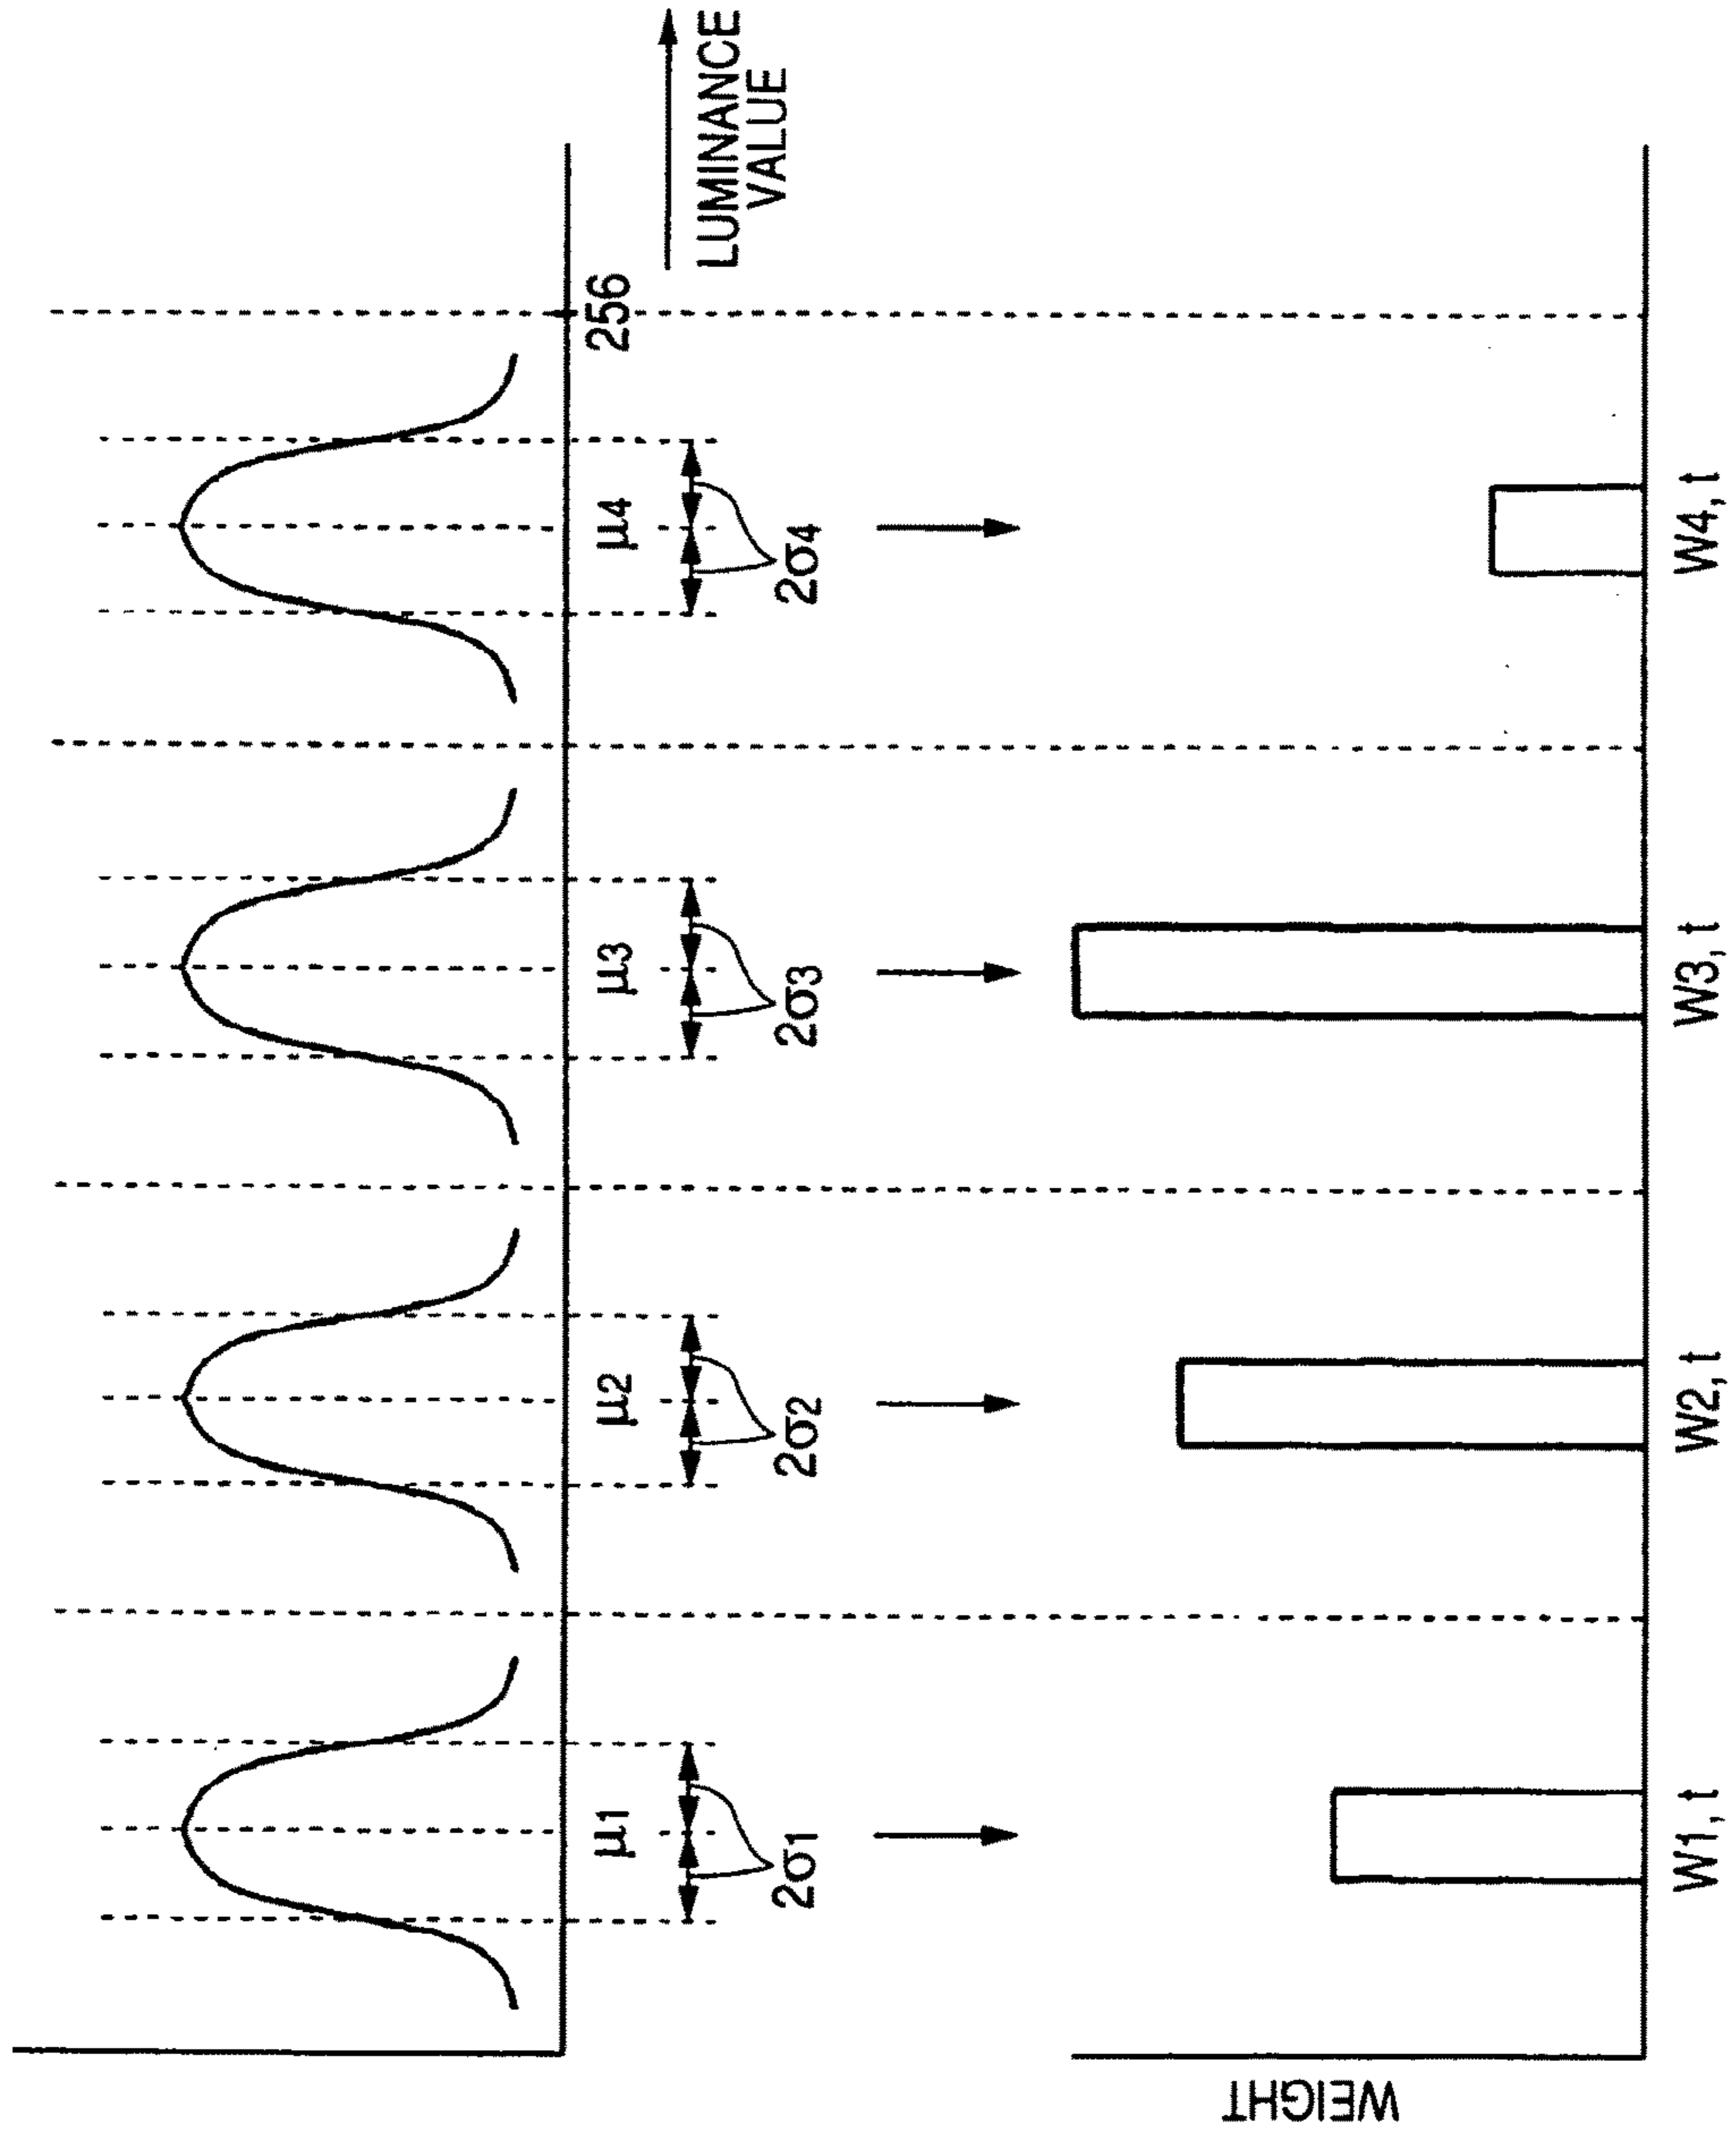 μ1
μ2
μ3
μ4
256
2σ1
2σ2
2σ3
2σ4
LUMINANCE
VALUE
WEIGHT
W1, t
W2, t
W3, t
W4, t